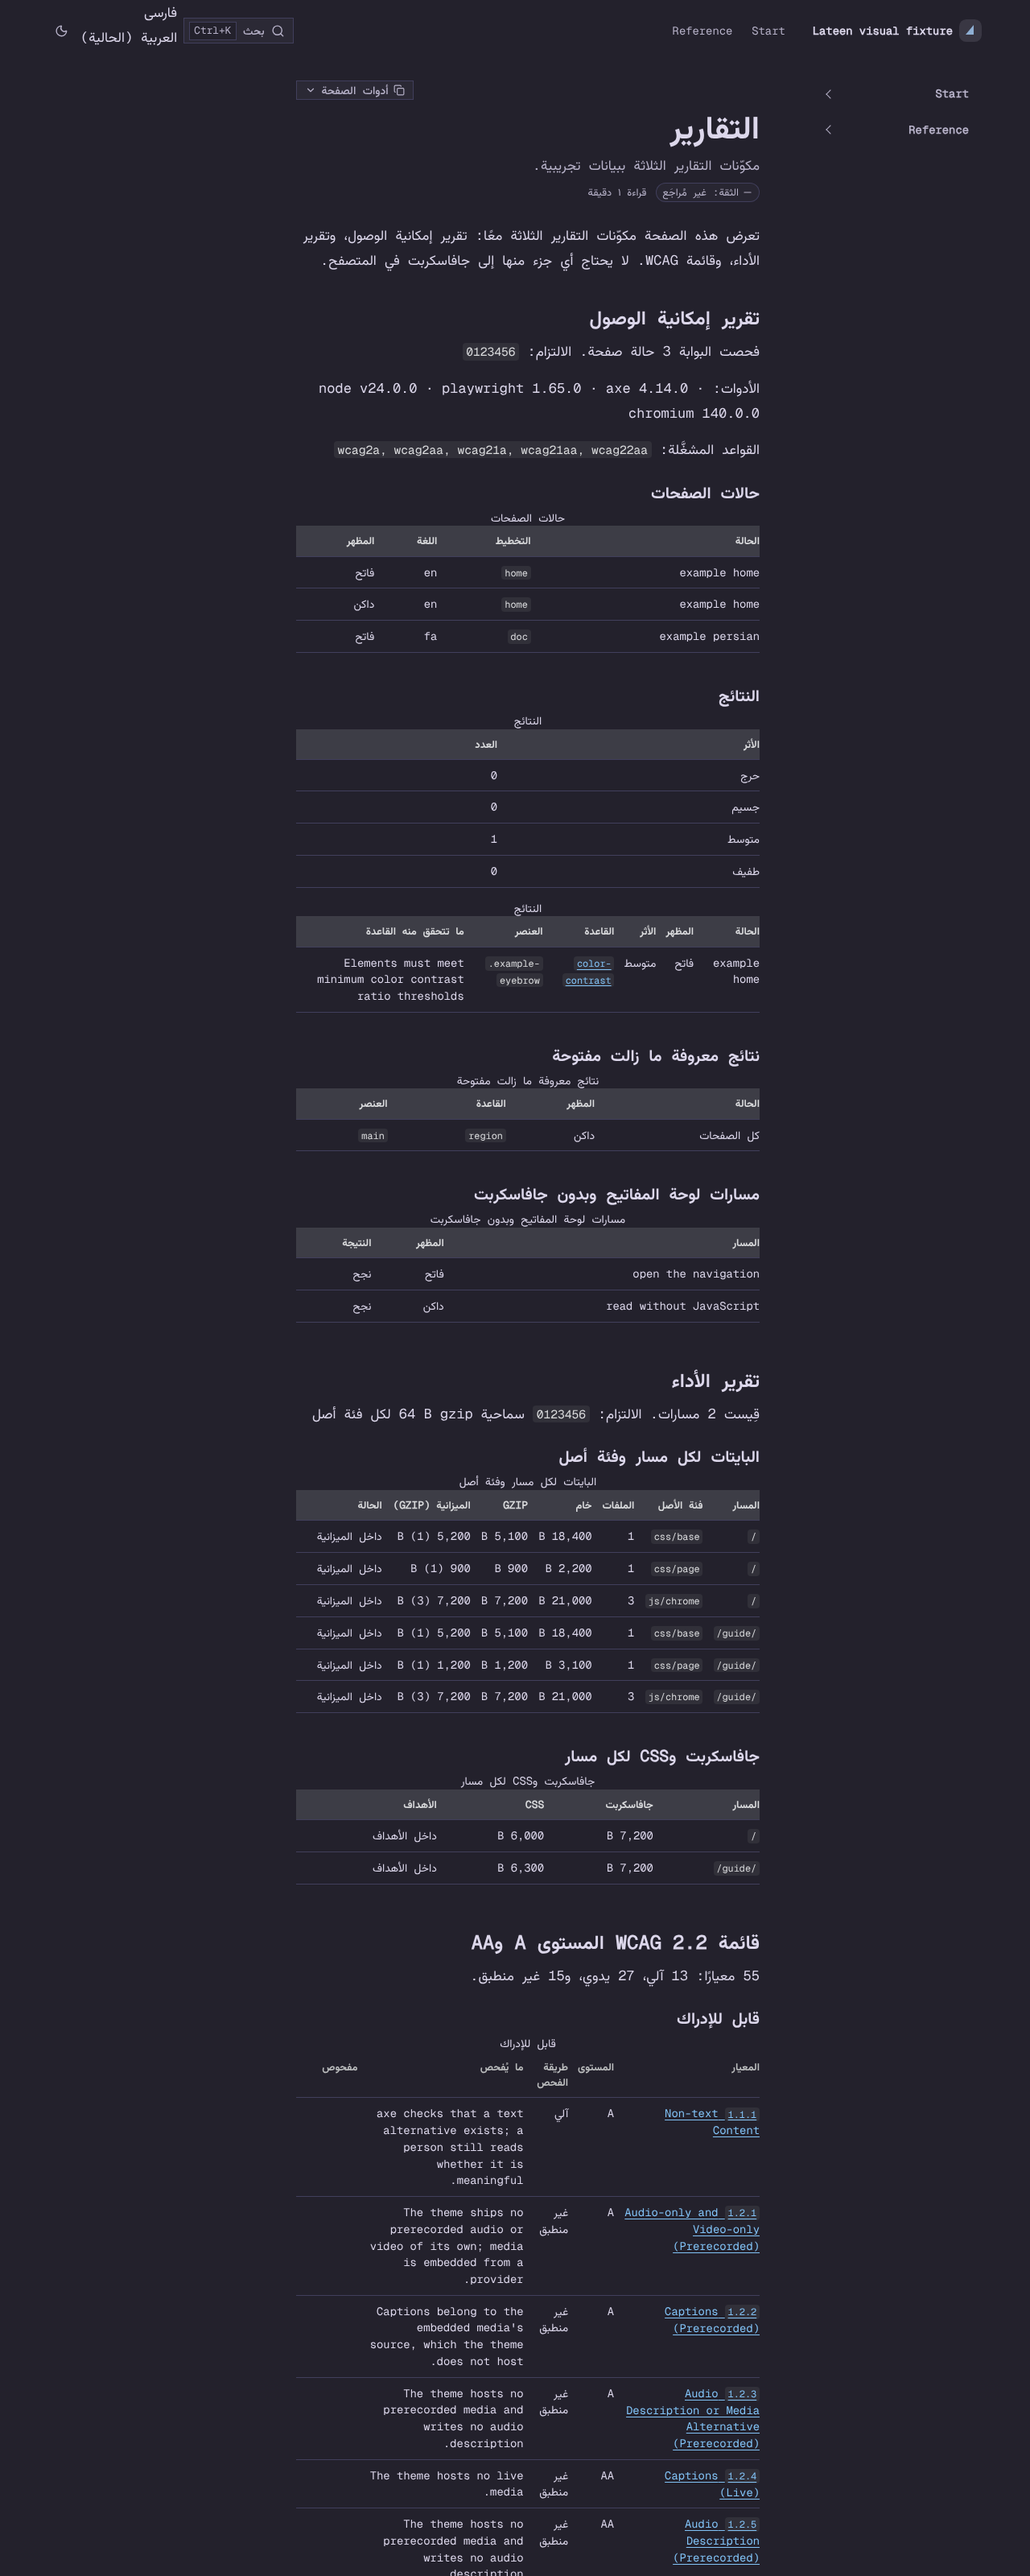 Lateen visual fixture
Start
Reference
بحث Ctrl+K
فارسی
العربية (الحالية)
Start
Reference
أدوات الصفحة
التقارير
مكوّنات التقارير الثلاثة ببيانات تجريبية.
— الثقة: غير مُراجَع
قراءة ١ دقيقة
تعرض هذه الصفحة مكوّنات التقارير الثلاثة معًا: تقرير إمكانية الوصول، وتقرير
الأداء، وقائمة WCAG. لا يحتاج أي جزء منها إلى جافاسكربت في المتصفح.
تقرير إمكانية الوصول
فحصت البوابة 3 حالة صفحة. الالتزام: 0123456
الأدوات: node v24.0.0 · playwright 1.65.0 · axe 4.14.0 ·
chromium 140.0.0
القواعد المشغَّلة: wcag2a, wcag2aa, wcag21a, wcag21aa, wcag22aa
حالات الصفحات
حالات الصفحات
الحالة التخطيط اللغة المظهر
example home home en فاتح
example home home en داكن
example persian doc fa فاتح
النتائج
النتائج
الأثر العدد
حرج 0
جسيم 0
متوسط 1
طفيف 0
النتائج
الحالة المظهر الأثر القاعدة العنصر ما تتحقق منه القاعدة
example فاتح متوسط color- .example- Elements must meet
home contrast eyebrow minimum color contrast
ratio thresholds
نتائج معروفة ما زالت مفتوحة
نتائج معروفة ما زالت مفتوحة
الحالة المظهر القاعدة العنصر
كل الصفحات داكن region main
مسارات لوحة المفاتيح وبدون جافاسكربت
مسارات لوحة المفاتيح وبدون جافاسكربت
المسار المظهر النتيجة
open the navigation فاتح نجح
read without JavaScript داكن نجح
تقرير الأداء
قِيست 2 مسارات. الالتزام: 0123456 سماحية 64 B gzip لكل فئة أصل
البايتات لكل مسار وفئة أصل
البايتات لكل مسار وفئة أصل
المسار فئة الأصل الملفات خام GZIP الميزانية (GZIP) الحالة
/ css/base 1 18,400 B 5,100 B 5,200 B (1) داخل الميزانية
/ css/page 1 2,200 B 900 B 900 B (1) داخل الميزانية
/ js/chrome 3 21,000 B 7,200 B 7,200 B (3) داخل الميزانية
/guide/ css/base 1 18,400 B 5,100 B 5,200 B (1) داخل الميزانية
/guide/ css/page 1 3,100 B 1,200 B 1,200 B (1) داخل الميزانية
/guide/ js/chrome 3 21,000 B 7,200 B 7,200 B (3) داخل الميزانية
جافاسكربت وCSS لكل مسار
جافاسكربت وCSS لكل مسار
المسار جافاسكربت CSS الأهداف
/ 7,200 B 6,000 B داخل الأهداف
/guide/ 7,200 B 6,300 B داخل الأهداف
قائمة WCAG 2.2 المستوى A وAA
55 معيارًا: 13 آلي، 27 يدوي، و15 غير منطبق.
قابل للإدراك
قابل للإدراك
المعيار المستوى طريقة الفحص ما يُفحص مفحوص
1.1.1 Non-text Content A آلي axe checks that a text
alternative exists; a
person still reads
whether it is
meaningful.
1.2.1 Audio-only and Video-only (Prerecorded) A غير منطبق The theme ships no
prerecorded audio or
video of its own; media
is embedded from a
provider.
1.2.2 Captions (Prerecorded) A غير منطبق Captions belong to the
embedded media's
source, which the theme
does not host.
1.2.3 Audio Description or Media Alternative (Prerecorded) A غير منطبق The theme hosts no
prerecorded media and
writes no audio
description.
1.2.4 Captions (Live) AA غير منطبق The theme hosts no live
media.
1.2.5 Audio Description (Prerecorded) AA غير منطبق The theme hosts no
prerecorded media and
writes no audio
description